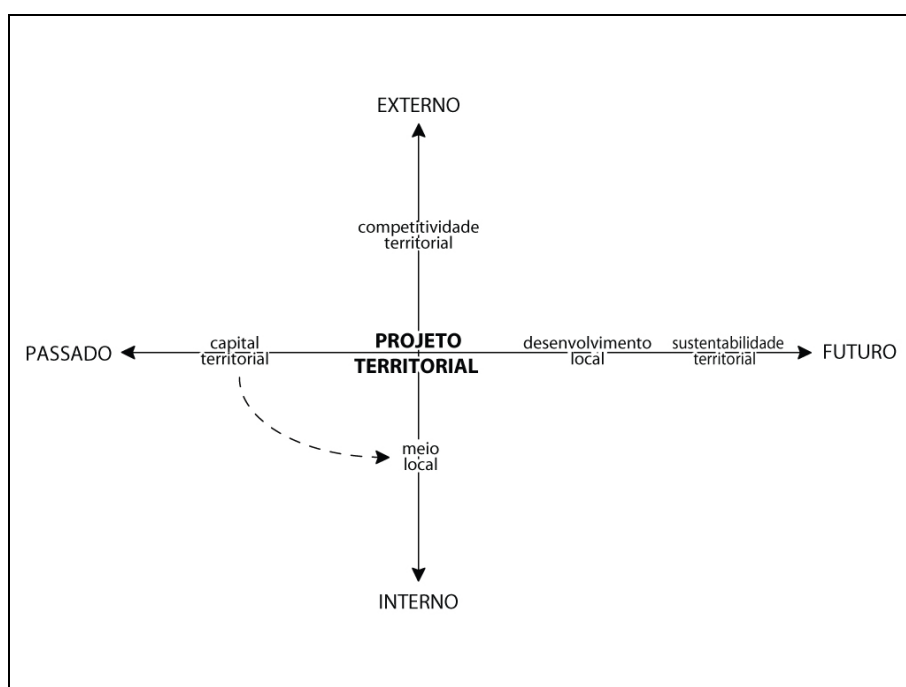 EXTERNO
competitividade
territorial
PASSADO
capital
territorial
PROJETO
TERRITORIAL
desenvolvimento
local
sustentabilidade
territorial
FUTURO
meio
local
INTERNO